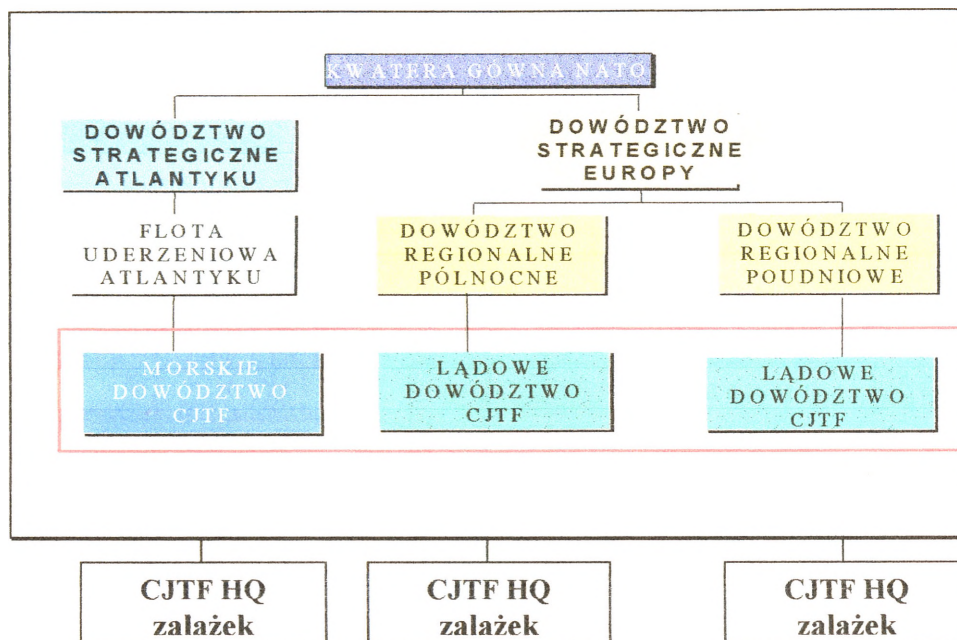 KWATERA GÓWNA NATO
DOWÓDZTWO
STRATEGICZNE
ATLANTYKU
DOWÓDZTWO
STRATEGICZNE
EUROPY
FLOTA
UDERZENIOWA
ATLANTYKU
DOWÓDZTWO
REGIONALNE
PÓLNOCNE
DOWÓDZTWO
REGIONALNE
POUDNIOWE
MORSKIE
DOWÓDZTWO
CJTF
LĄDOWE
DOWÓDZTWO
CJTF
LĄDOWE
DOWÓDZTWO
CJTF
CJTF HQ
zalażek
CJTF HQ
zalażek
CJTF HQ
zalażek